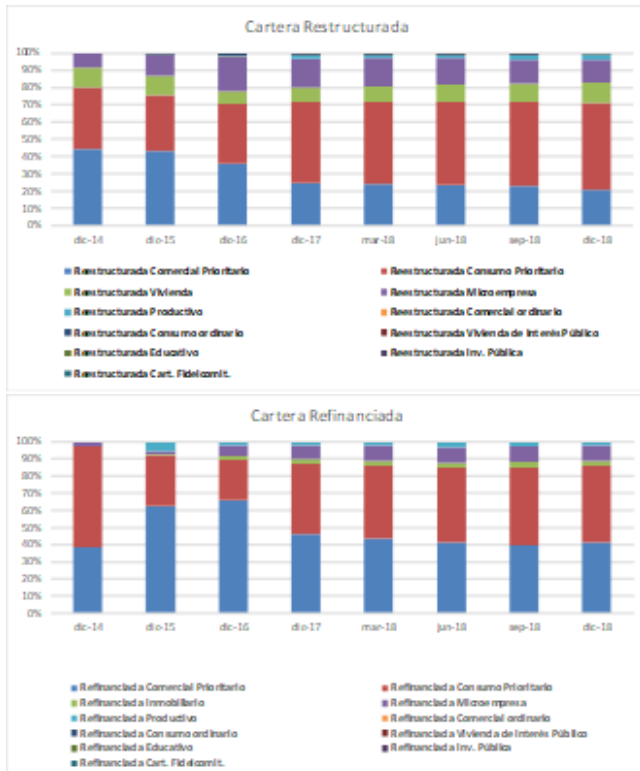 Cartera Restructurada
100%
90%
80%
70%
60%
50%
40%
30%
20%
10%
0%
dic-14 dic-15 dic-16 dic-17 mar-18 jun-18 sep-18 dic-18
Reestructurada Comercial Prioritario Reestructurada Consumo Prioritario
Reestructurada Vivienda Reestructurada Microempresa
Reestructurada Productivo Reestructurada Comercial ordinario
Reestructurada Consumo ordinario Reestructurada Vivienda de Interés Público
Reestructurada Educativo Reestructurada Inv. Pública
Reestructurada Cart. Fideicomit.
Cartera Refinanciada
100%
90%
80%
70%
60%
50%
40%
30%
20%
10%
0%
dic-14 dic-15 dic-16 dic-17 mar-18 jun-18 sep-18 dic-18
Refinanciada Comercial Prioritario Refinanciada Consumo Prioritario
Refinanciada Inmobiliario Refinanciada Microempresa
Refinanciada Productivo Refinanciada Comercial ordinario
Refinanciada Consumo ordinario Refinanciada Vivienda de Interés Público
Refinanciada Educativo Refinanciada Inv. Pública
Refinanciada Cart. Fideicomit.